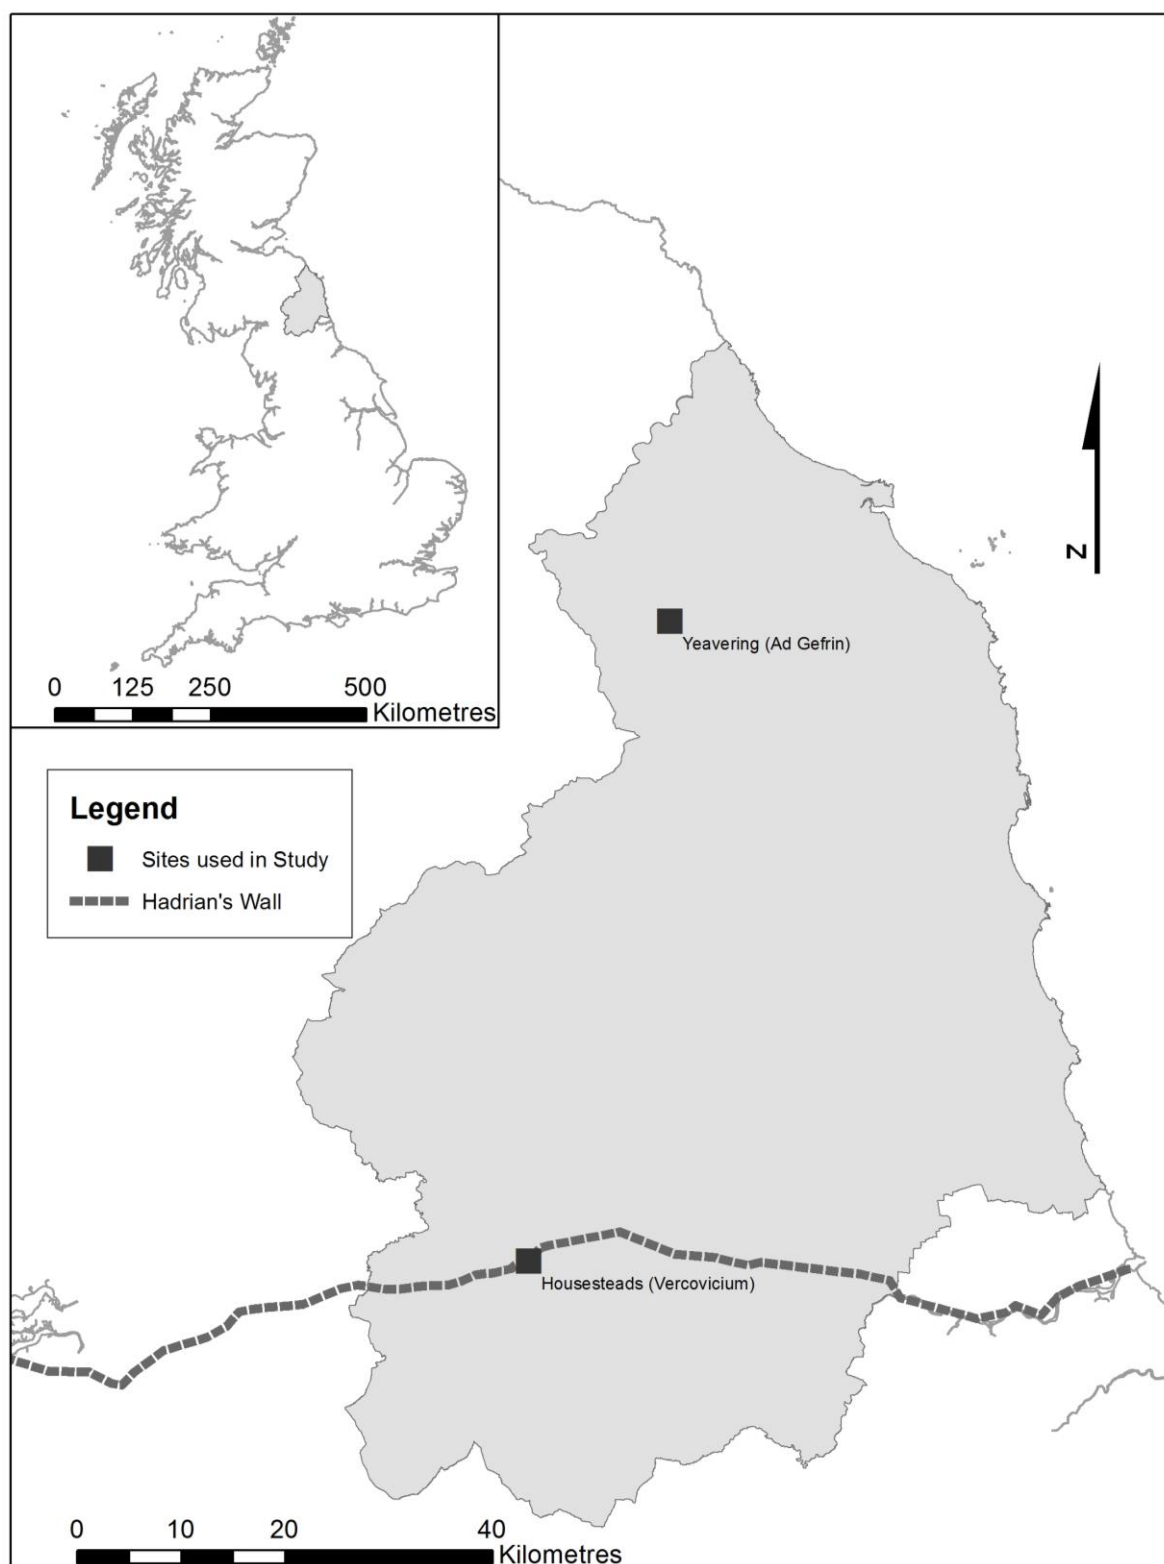 0 125 250 500
Kilometres
N
Yeavering (Ad Gefrin)
Legend
Sites used in Study
Hadrian's Wall
Housesteads (Vercovicium)
0 10 20 40
Kilometres